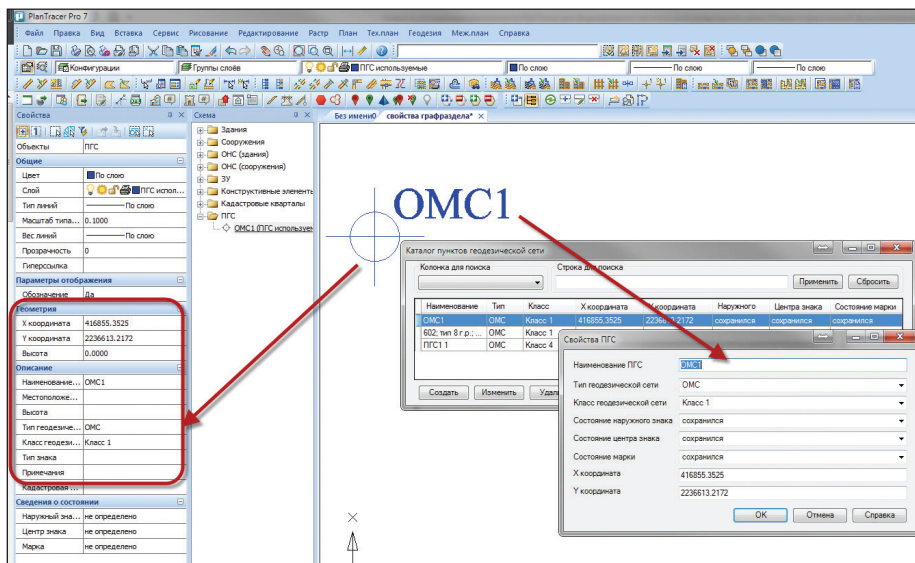 PlanTracer Pro 7
Файл Правка Вид Вставка Сервис Рисование Редактирование Растр План Тех.план Геодезия Меж.план Справка
Конфигурации Группы слоёв ПГС используемые По слою По слою По слою
Свойства
Объекты ПГС
Общие
Цвет По слою
Слой ПГС испол...
Тип линий По слою
Масштаб типа... 0.1000
Вес линий По слою
Прозрачность 0
Гиперссылка
Параметры отображения
Обозначение Да
Геометрия
X координата 416855.3525
Y координата 2236613.2172
Высота 0.0000
Описание
Наименование... ОМС1
Местоположе...
Высота
Тип геодезиче... ОМС
Класс геодези... Класс 1
Тип знака
Примечания
Кадастровая ...
Сведения о состоянии
Наружный зна... не определено
Центр знака не определено
Марка не определено
Схема
Здания
Сооружения
ОНС (здания)
ОНС (сооружения)
ЗУ
Конструктивные элементы
Кадастровые кварталы
ПГС
ОМС1 (ПГС используем
Без имени0 свойства графраздела*
ОМС1
Каталог пунктов геодезической сети
Колонка для поиска Строка для поиска
Применить Сбросить
Наименование Тип Класс X координата Y координата Наружного Центра знака Состояние марки
ОМС1 ОМС Класс 1 416855.3525 2236613.2172 сохранился сохранился сохранился
602; тип 8 г.р.; ... ОМС Класс 1
ПГС1 1 ОМС Класс 4
Создать Изменить Удал
Свойства ПГС
Наименование ПГС ОМС1
Тип геодезической сети ОМС
Класс геодезической сети Класс 1
Состояние наружного знака сохранился
Состояние центра знака сохранился
Состояние марки сохранился
X координата 416855.3525
Y координата 2236613.2172
OK Отмена Справка
X